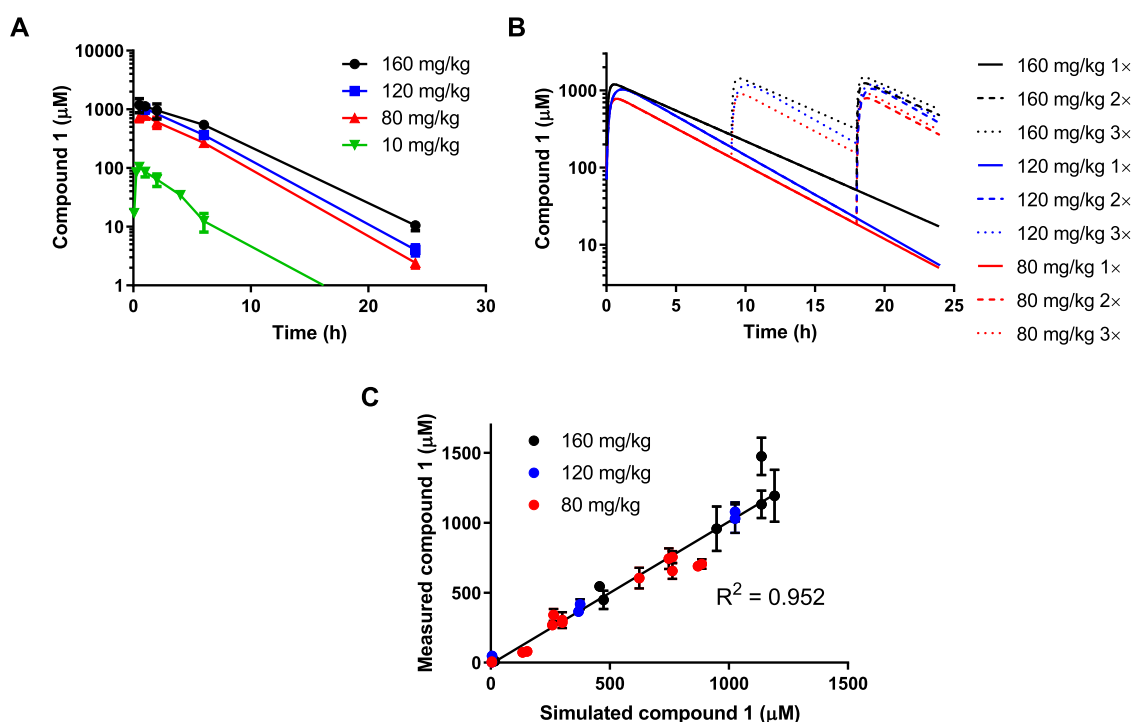 A
Compound 1 (μM)
10000
1000
100
10
1
0
10
20
30
Time (h)
160 mg/kg
120 mg/kg
80 mg/kg
10 mg/kg
B
Compound 1 (μM)
1000
100
10
0
5
10
15
20
25
Time (h)
160 mg/kg 1×
160 mg/kg 2×
160 mg/kg 3×
120 mg/kg 1×
120 mg/kg 2×
120 mg/kg 3×
80 mg/kg 1×
80 mg/kg 2×
80 mg/kg 3×
C
Measured compound 1 (μM)
1500
1000
500
0
0
500
1000
1500
Simulated compound 1 (μM)
160 mg/kg
120 mg/kg
80 mg/kg
R² = 0.952